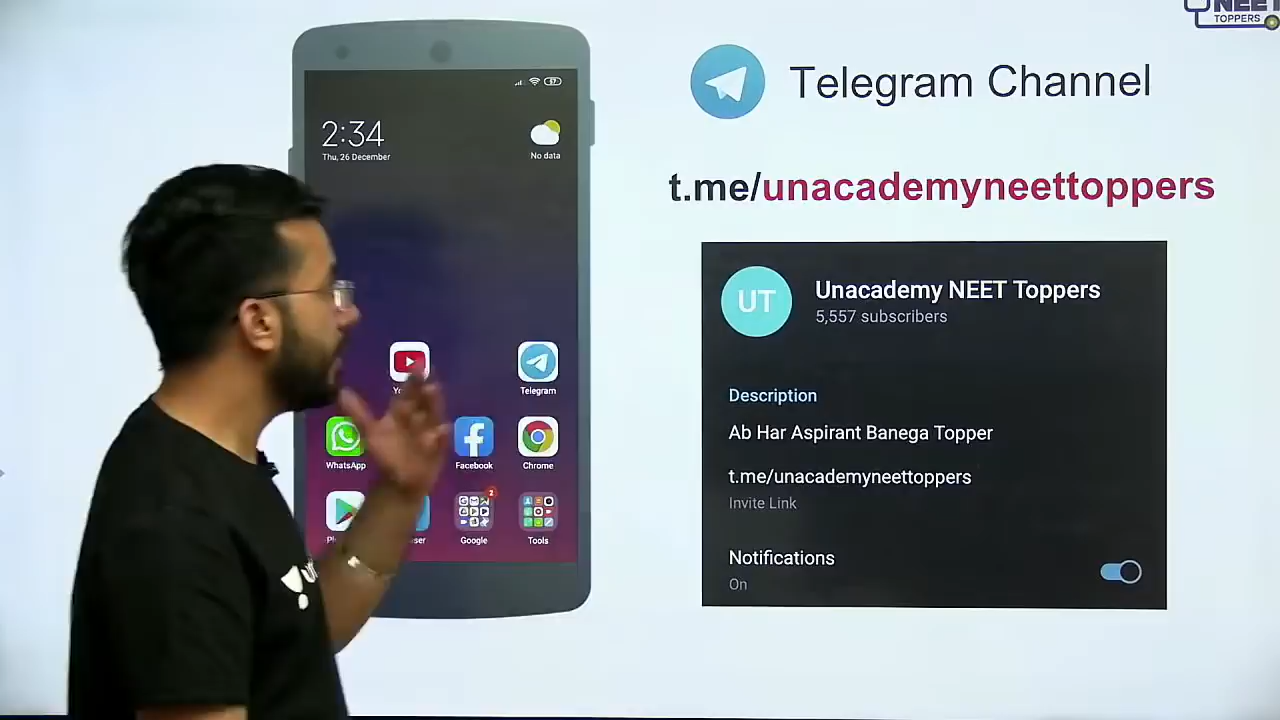 NEET
TOPPERS
Telegram Channel
t.me/unacademyneettoppers
2:34
Thu, 26 December
No data
57
UT
Unacademy NEET Toppers
5,557 subscribers
Description
Ab Har Aspirant Banega Topper
t.me/unacademyneettoppers
Invite Link
Notifications
On
Telegram
WhatsApp
Facebook
Chrome
2
Google
Tools